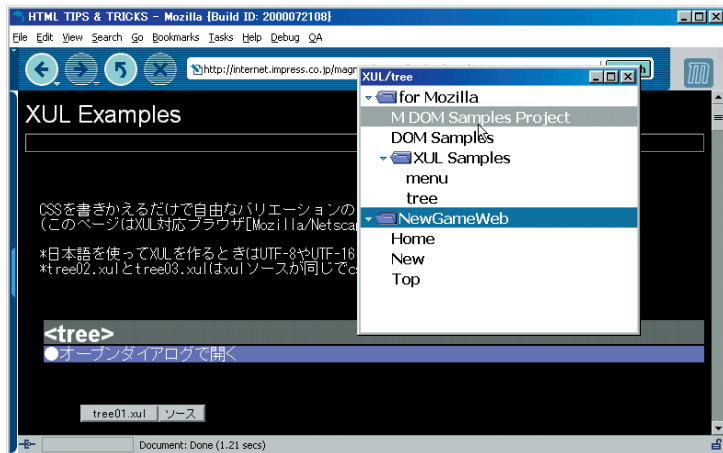 HTML TIPS & TRICKS - Mozilla {Build ID: 2000072108}
File Edit View Search Go Bookmarks Tasks Help Debug QA
http://internet.impress.co.jp/magn
XUL/tree
for Mozilla
M DOM Samples Project
DOM Samples
XUL Samples
menu
tree
NewGameWeb
Home
New
Top
XUL Examples
CSSを書きかえるだけで自由なバリエーションの
(このページはXUL対応ブラウザ[Mozilla/Netsca
*日本語を使ってXULを作るときはUTF-8やUTF-16
*tree02.xulとtree03.xulはxulソースが同じでcs
<tree>
●オープンダイアログで開く
tree01.xul ソース
Document: Done (1.21 secs)